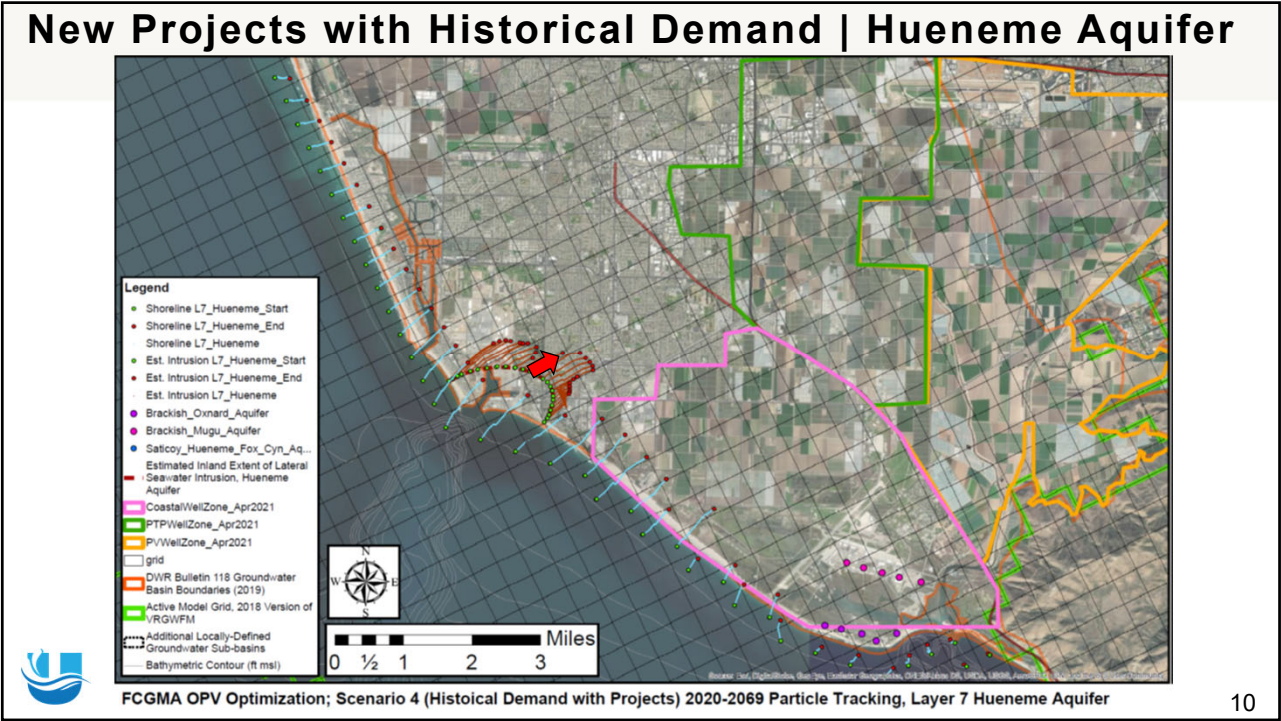 New Projects with Historical Demand | Hueneme Aquifer
Legend
Shoreline L7_Hueneme_Start
Shoreline L7_Hueneme_End
Shoreline L7_Hueneme
Est. Intrusion L7_Hueneme_Start
Est. Intrusion L7_Hueneme_End
Est. Intrusion L7_Hueneme
Brackish_Oxnard_Aquifer
Brackish_Mugu_Aquifer
Saticoy_Hueneme_Fox_Cyn_Aq...
Estimated Inland Extent of Lateral
Seawater Intrusion, Hueneme
Aquifer
CoastalWellZone_Apr2021
PTPWellZone_Apr2021
PVWellZone_Apr2021
grid
DWR Bulletin 118 Groundwater
Basin Boundaries (2019)
Active Model Grid, 2018 Version of
VRGWFM
Additional Locally-Defined
Groundwater Sub-basins
Bathymetric Contour (ft msl)
N
W E
S
Miles
0 ½ 1 2 3
FCGMA OPV Optimization; Scenario 4 (Histoical Demand with Projects) 2020-2069 Particle Tracking, Layer 7 Hueneme Aquifer
10